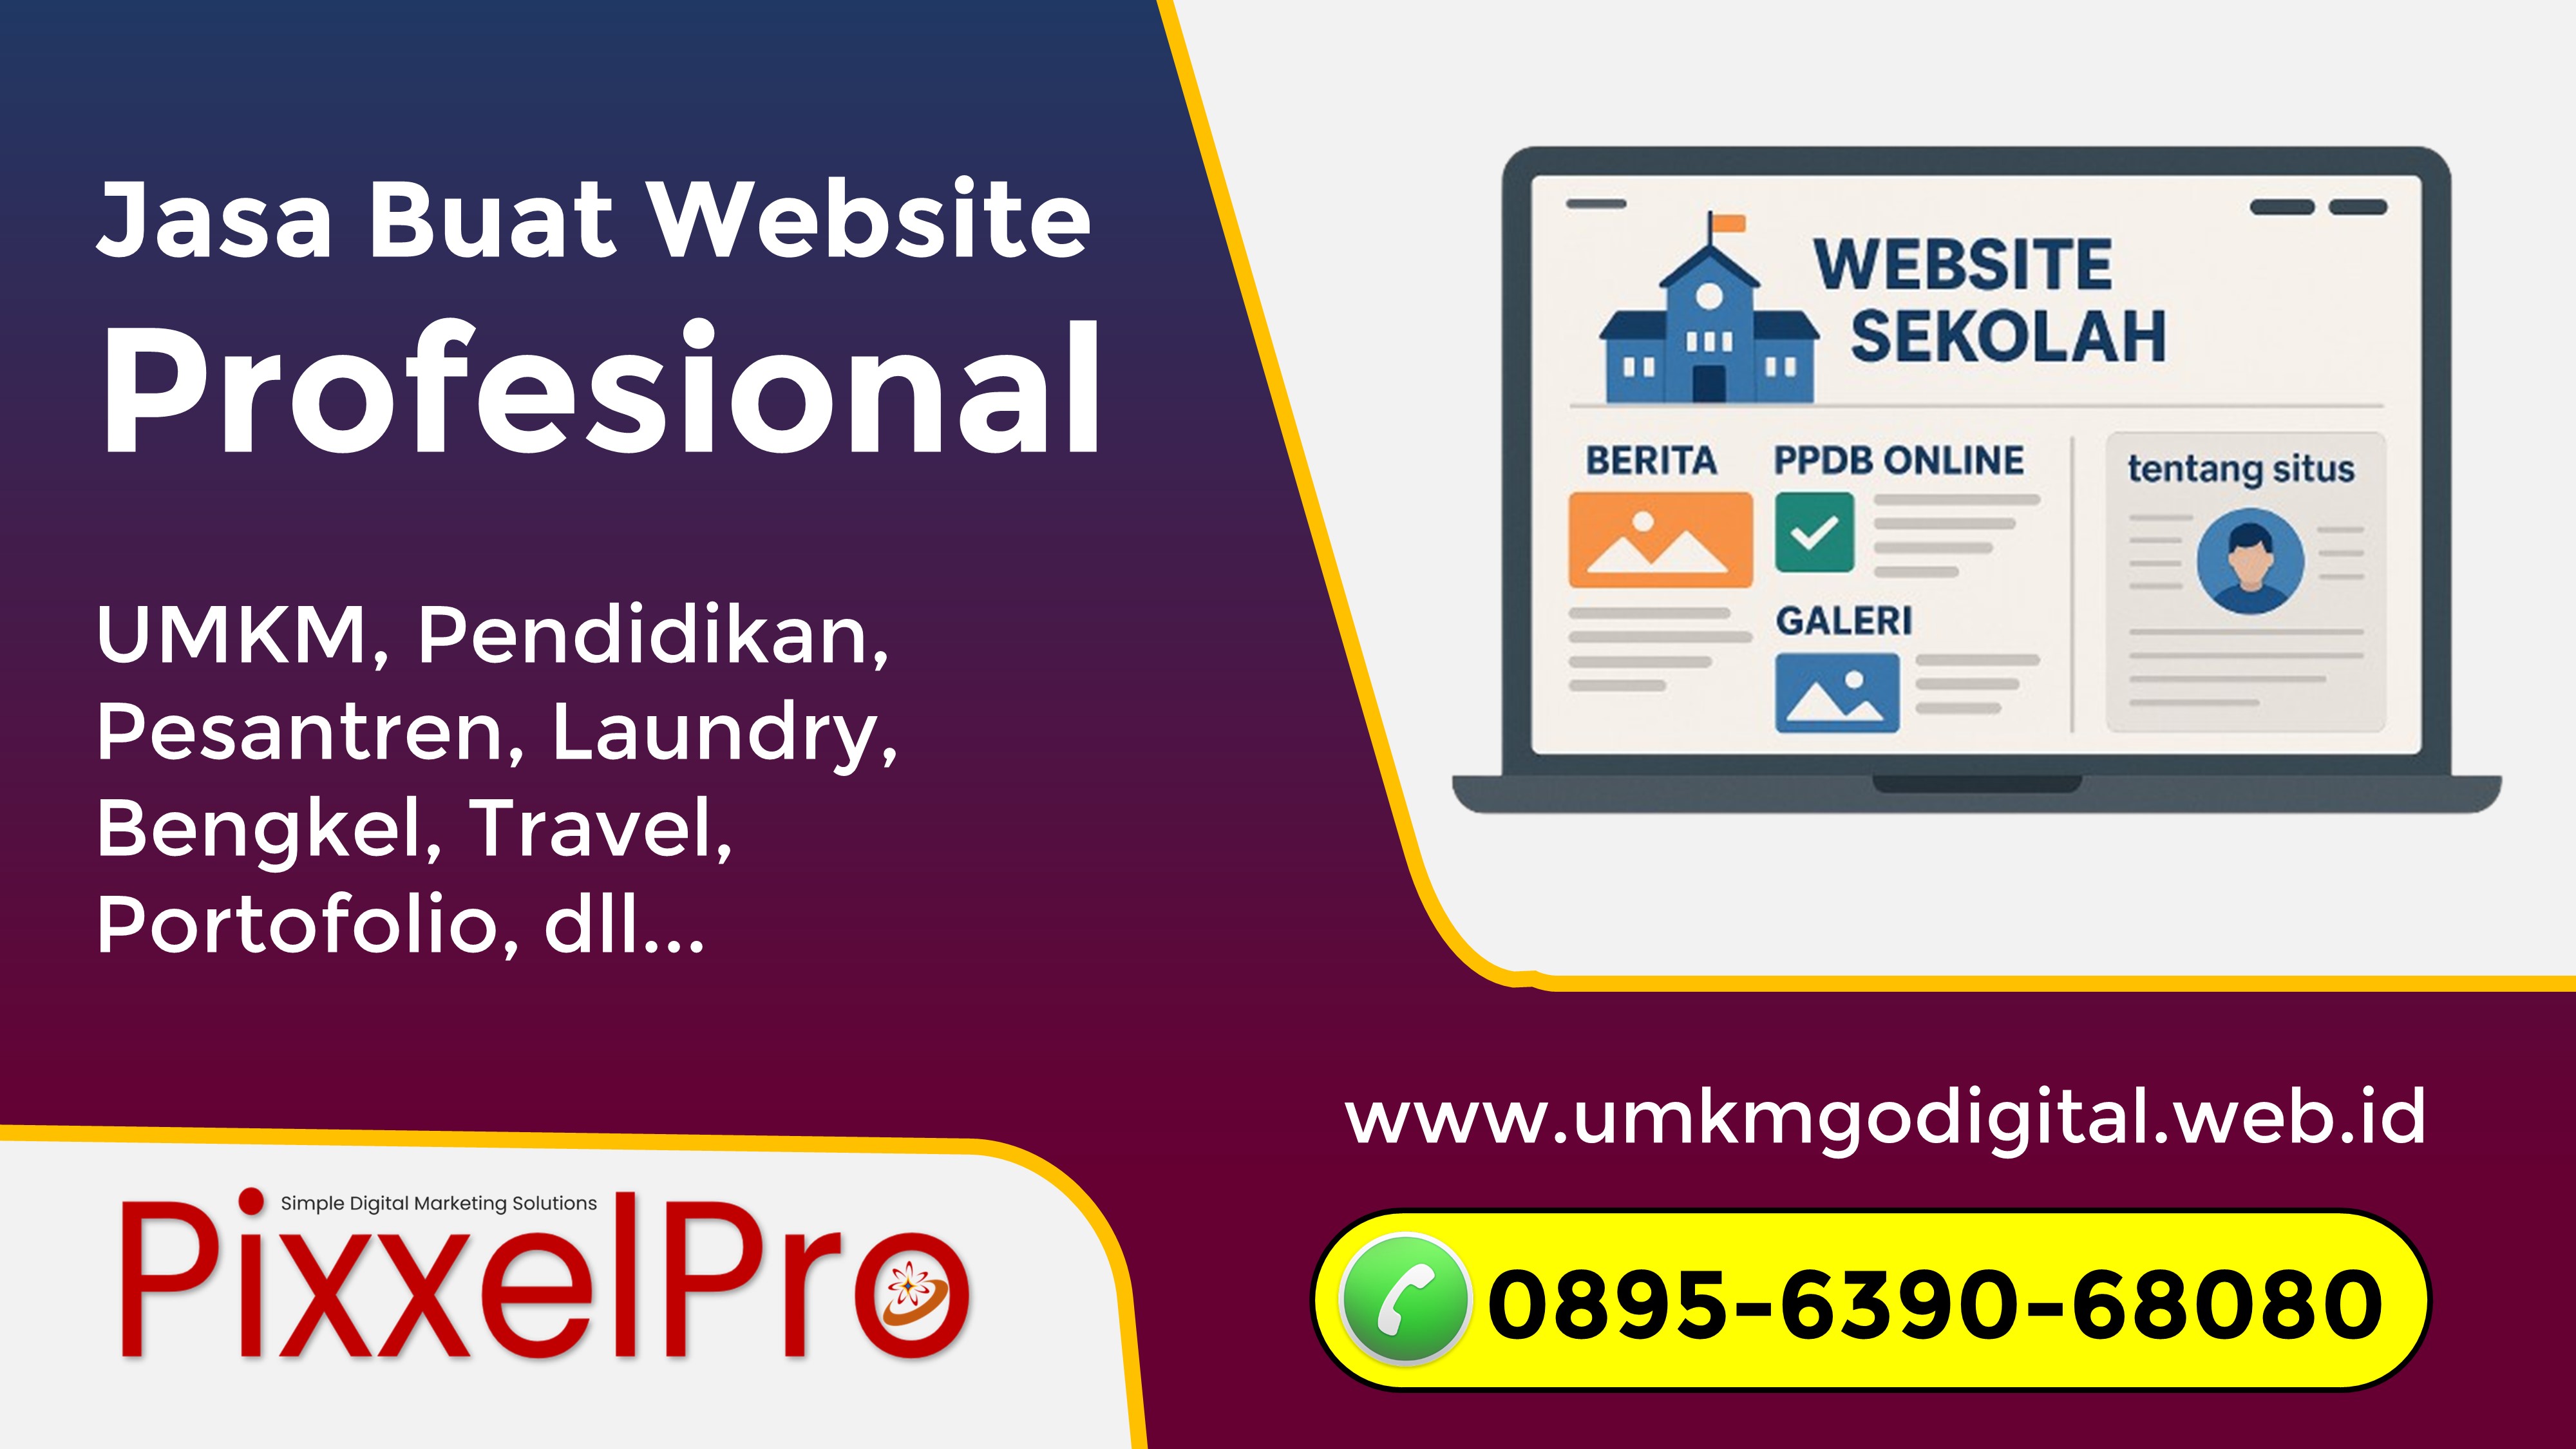 Jasa Buat Website
Profesional
UMKM, Pendidikan,
Pesantren, Laundry,
Bengkel, Travel,
Portofolio, dll...
WEBSITE
SEKOLAH
BERITA
PPDB ONLINE
GALERI
tentang situs
www.umkmgodigital.web.id
0895-6390-68080
Simple Digital Marketing Solutions
PixxelPro